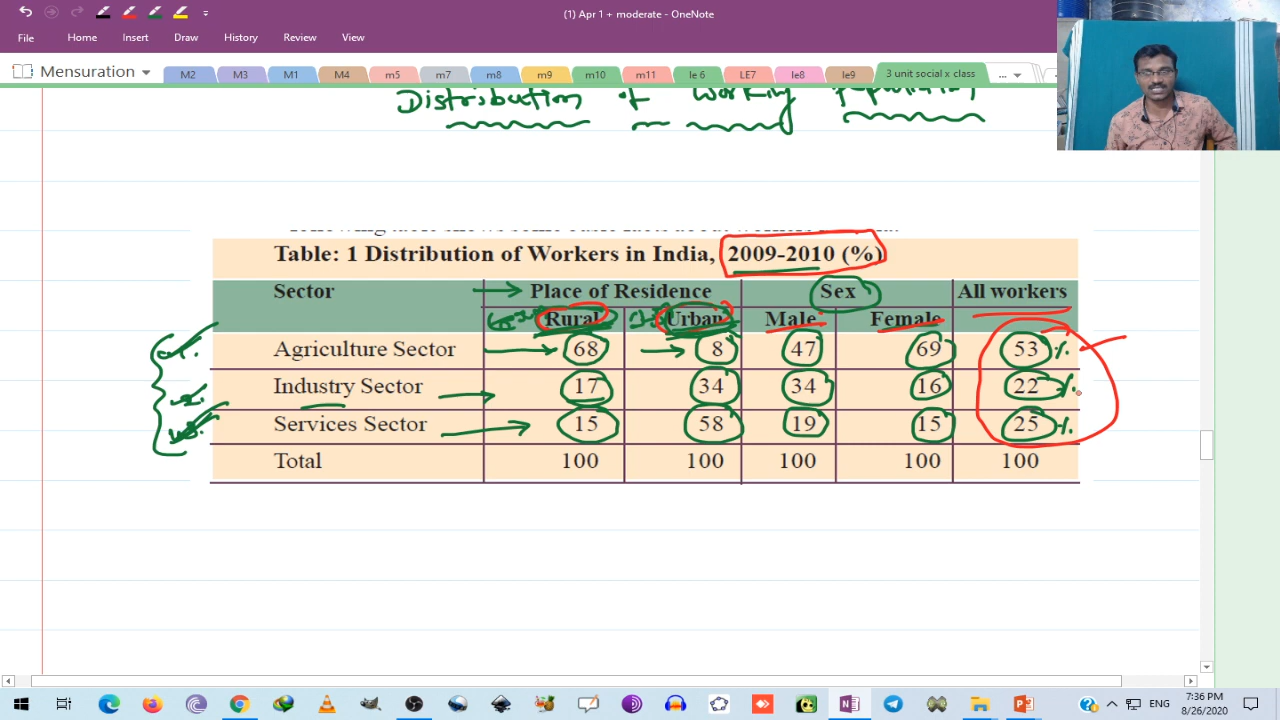 (1) Apr 1 + moderate - OneNote
File Home Insert Draw History Review View
Mensuration M2 M3 M1 M4 m5 m7 m8 m9 m10 m11 le 6 LE7 le8 le9 3 unit social x class ...
Distribution of working
Table: 1 Distribution of Workers in India, 2009-2010 (%)
Sector Place of Residence Sex All workers
Rural Urban Male Female
Agriculture Sector 68 8 47 69 53 %
Industry Sector 17 34 34 16 22 %
Services Sector 15 58 19 15 25 %
Total 100 100 100 100 100
ENG 7:36 PM
8/26/2020